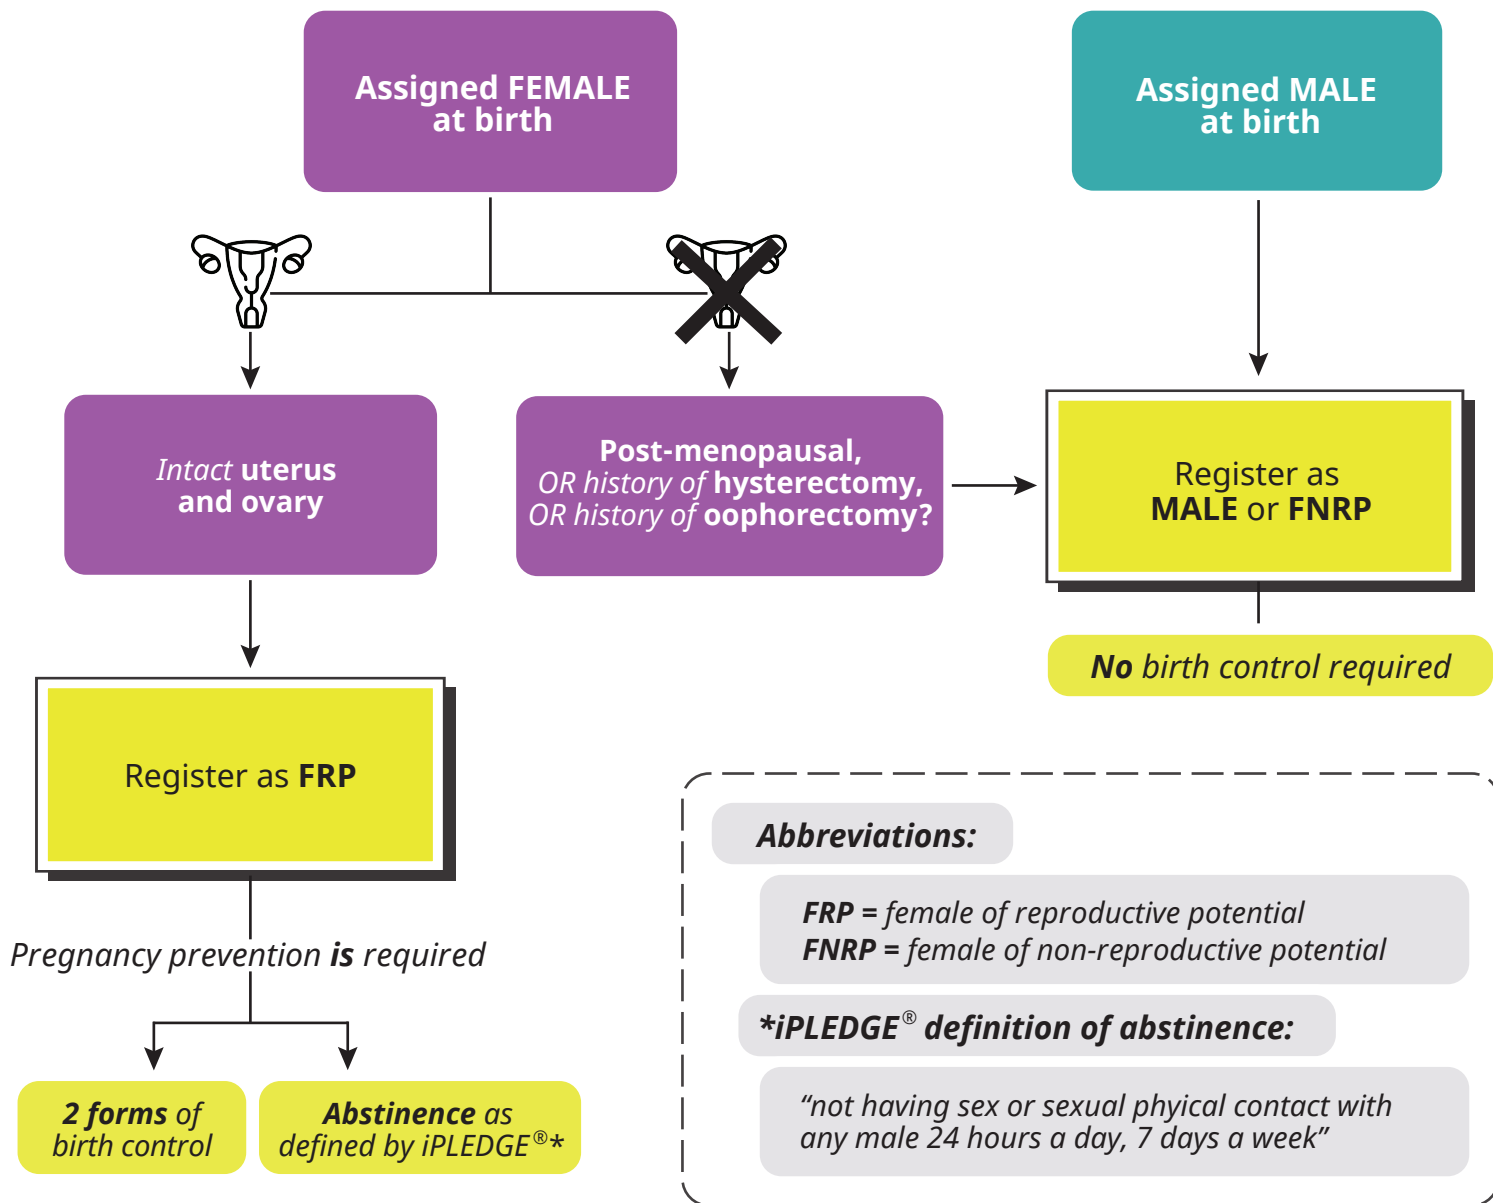 Assigned FEMALE
at birth
Assigned MALE
at birth
Intact uterus
and ovary
Post-menopausal,
OR history of hysterectomy,
OR history of oophorectomy?
Register as
MALE or FNRP
No birth control required
Register as FRP
Pregnancy prevention is required
2 forms of
birth control
Abstinence as
defined by iPLEDGE®*
Abbreviations:
FRP = female of reproductive potential
FNRP = female of non-reproductive potential
*iPLEDGE® definition of abstinence:
“not having sex or sexual phyical contact with
any male 24 hours a day, 7 days a week”